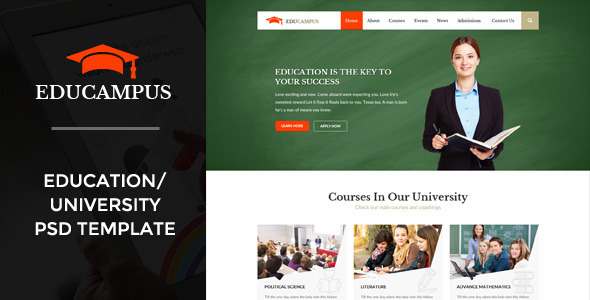 EDUCAMPUS
EDUCATION/
UNIVERSITY
PSD TEMPLATE
EDUCAMPUS
Home About Courses Events News Admissions Contact Us
EDUCATION IS THE KEY TO
YOUR SUCCESS
Love exciting and new. Come aboard were expecting you. Love life's
sweetest reward Let it flow it floats back to you. Texas tea. A man is born
he's a man of means you knew
LEARN MORE APPLY NOW
Courses In Our University
Check our main courses and coachings
POLITICAL SCIENCE
Till the one day when the lady met this fellow
LITERATURE
Till the one day when the lady met this fellow
ADVANCE MATHEMATICS
Till the one day when the lady met this fellow